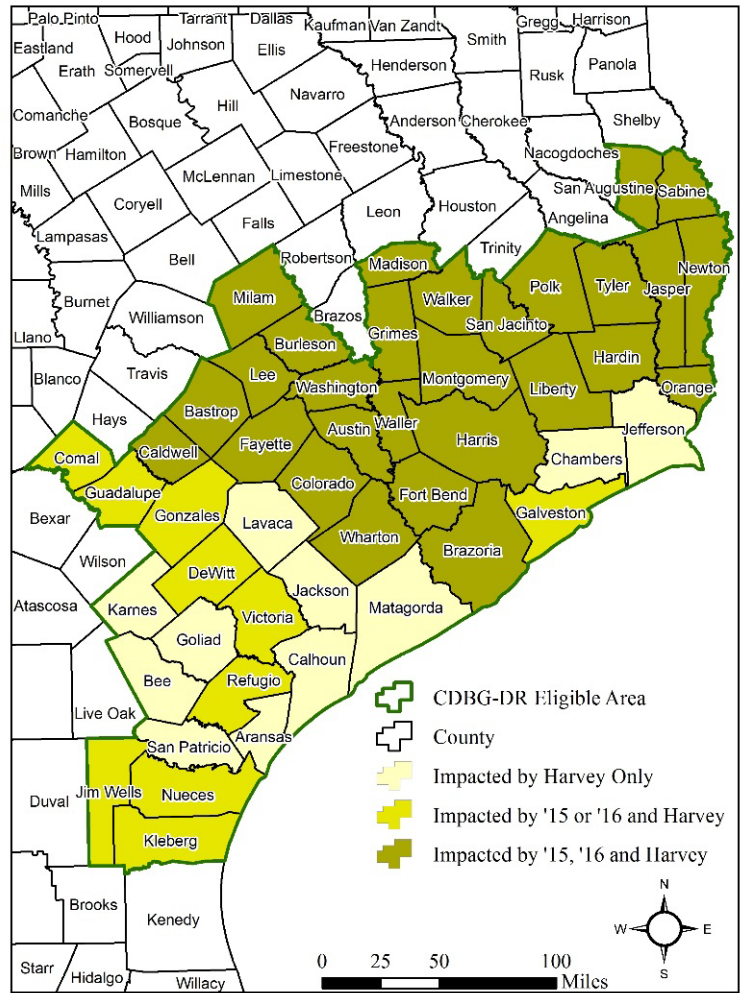 Palo Pinto
Tarrant
Dallas
Kaufman
Van Zandt
Gregg
Harrison
Hood
Johnson
Ellis
Smith
Eastland
Erath
Somervell
Henderson
Rusk
Panola
Navarro
Hill
Comanche
Bosque
Anderson
Cherokee
Shelby
Freestone
Nacogdoches
Brown
Hamilton
McLennan
Limestone
San Augustine
Sabine
Mills
Coryell
Leon
Houston
Angelina
Falls
Lampasas
Trinity
Bell
Robertson
Madison
Newton
Burnet
Milam
Walker
Polk
Tyler
Jasper
Williamson
Brazos
San Jacinto
Llano
Grimes
Burleson
Hardin
Blanco
Travis
Lee
Washington
Montgomery
Liberty
Orange
Hays
Bastrop
Austin
Waller
Jefferson
Comal
Caldwell
Fayette
Harris
Chambers
Guadalupe
Colorado
Fort Bend
Bexar
Gonzales
Lavaca
Galveston
Wharton
Brazoria
Wilson
DeWitt
Jackson
Atascosa
Karnes
Victoria
Matagorda
Goliad
Calhoun
Bee
Refugio
Live Oak
San Patricio
Aransas
Duval
Jim Wells
Nueces
Kleberg
Brooks
Kenedy
Starr
Hidalgo
Willacy
CDBG-DR Eligible Area
County
Impacted by Harvey Only
Impacted by '15 or '16 and Harvey
Impacted by '15, '16 and Harvey
N
W
E
S
0 25 50 100
Miles